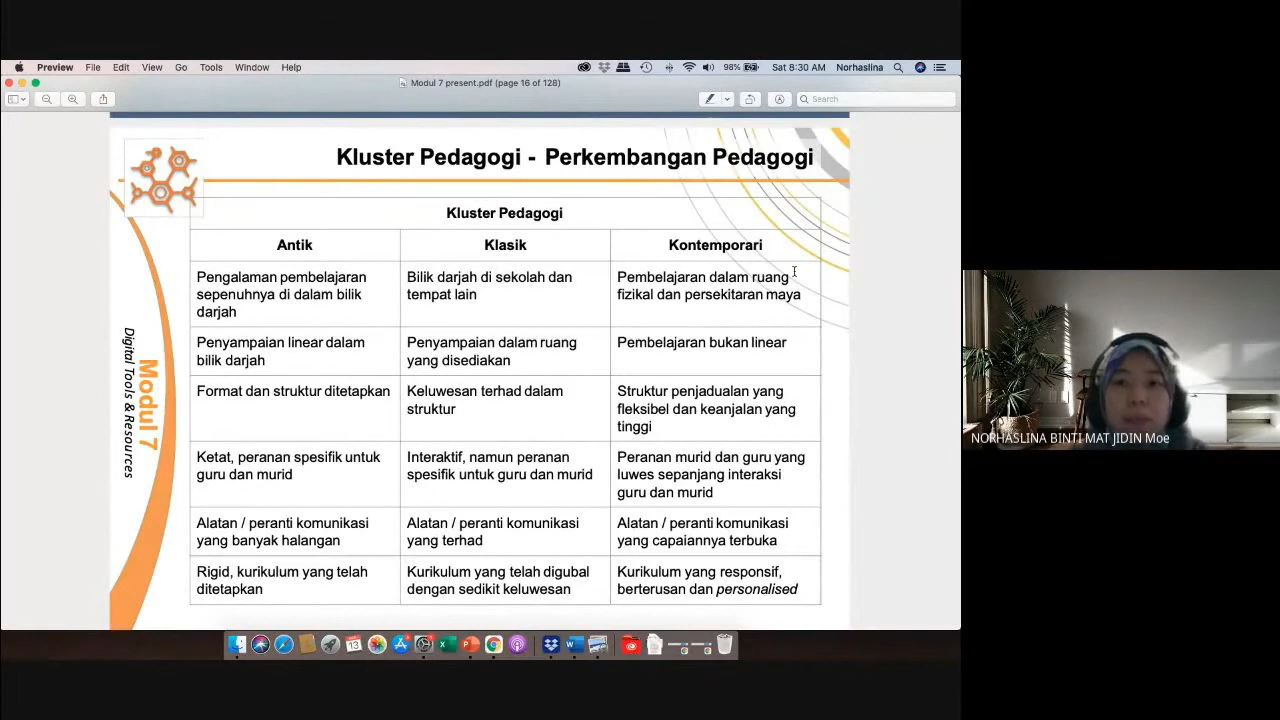 Preview File Edit View Go Tools Window Help
98% Sat 8:30 AM Norhaslina
Modul 7 present.pdf (page 16 of 128)
Search
Kluster Pedagogi - Perkembangan Pedagogi
Kluster Pedagogi
Antik Klasik Kontemporari
Pengalaman pembelajaran
sepenuhnya di dalam bilik
darjah
Bilik darjah di sekolah dan
tempat lain
Pembelajaran dalam ruang
fizikal dan persekitaran maya
Penyampaian linear dalam
bilik darjah
Penyampaian dalam ruang
yang disediakan
Pembelajaran bukan linear
Format dan struktur ditetapkan
Keluwesan terhad dalam
struktur
Struktur penjadualan yang
fleksibel dan keanjalan yang
tinggi
Ketat, peranan spesifik untuk
guru dan murid
Interaktif, namun peranan
spesifik untuk guru dan murid
Peranan murid dan guru yang
luwes sepanjang interaksi
guru dan murid
Alatan / peranti komunikasi
yang banyak halangan
Alatan / peranti komunikasi
yang terhad
Alatan / peranti komunikasi
yang capaiannya terbuka
Rigid, kurikulum yang telah
ditetapkan
Kurikulum yang telah digubal
dengan sedikit keluwesan
Kurikulum yang responsif,
berterusan dan personalised
Modul 7
Digital Tools & Resources
NORHASLINA BINTI MAT JIDIN Moe